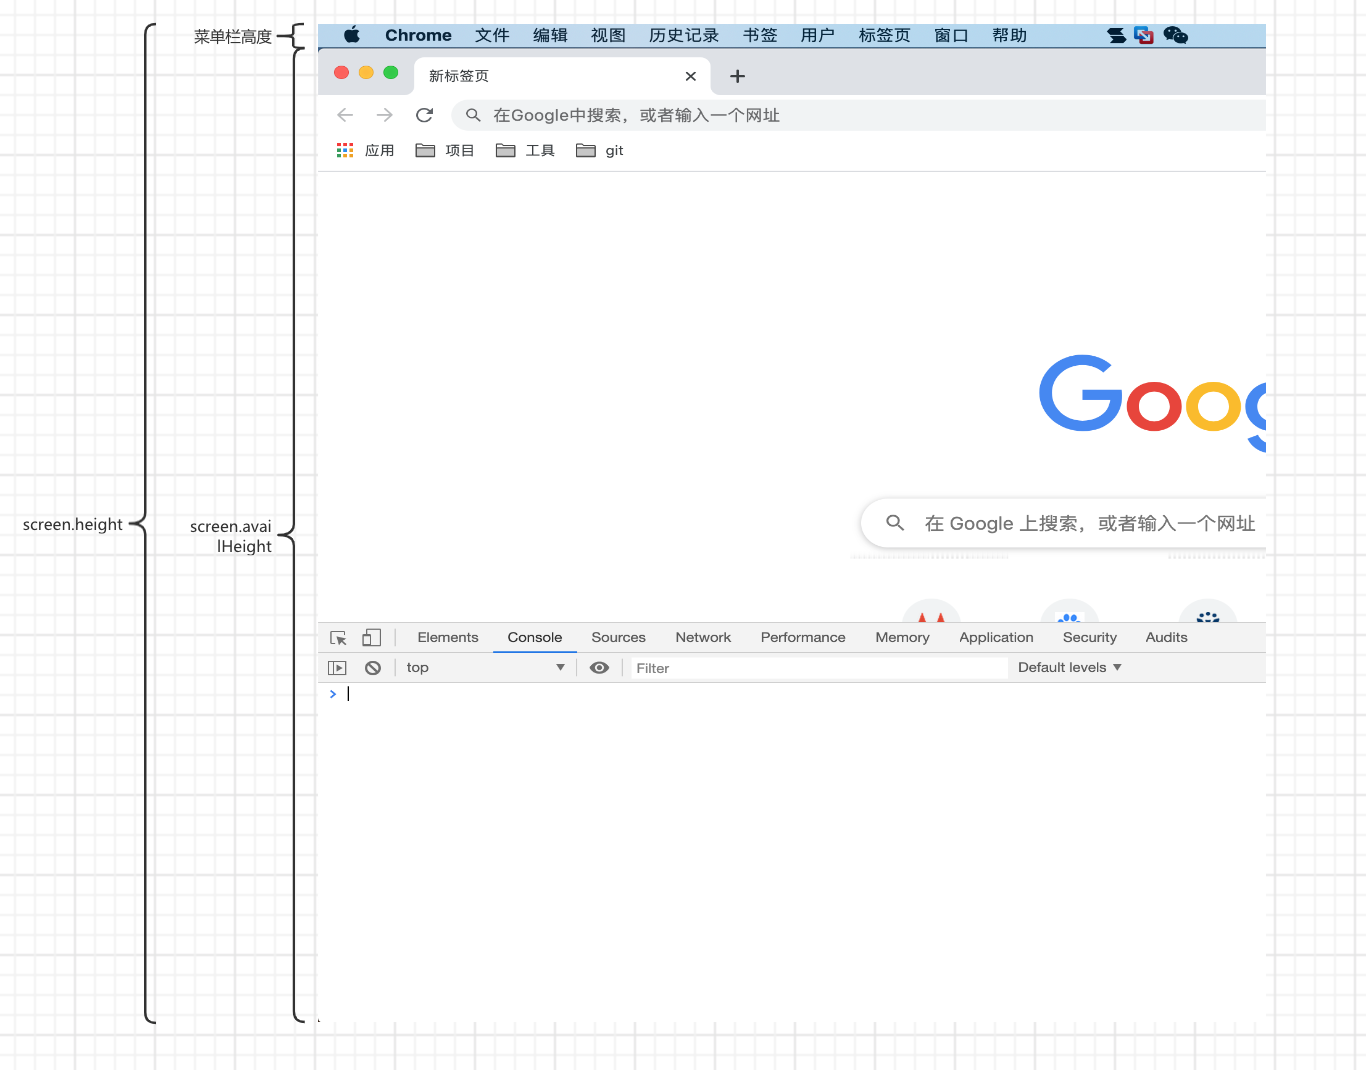 菜单栏高度
Chrome 文件 编辑 视图 历史记录 书签 用户 标签页 窗口 帮助
新标签页
在Google中搜索，或者输入一个网址
应用 项目 工具 git
Goog
screen.height
screen.avai
lHeight
在 Google 上搜索，或者输入一个网址
Elements Console Sources Network Performance Memory Application Security Audits
top Filter Default levels